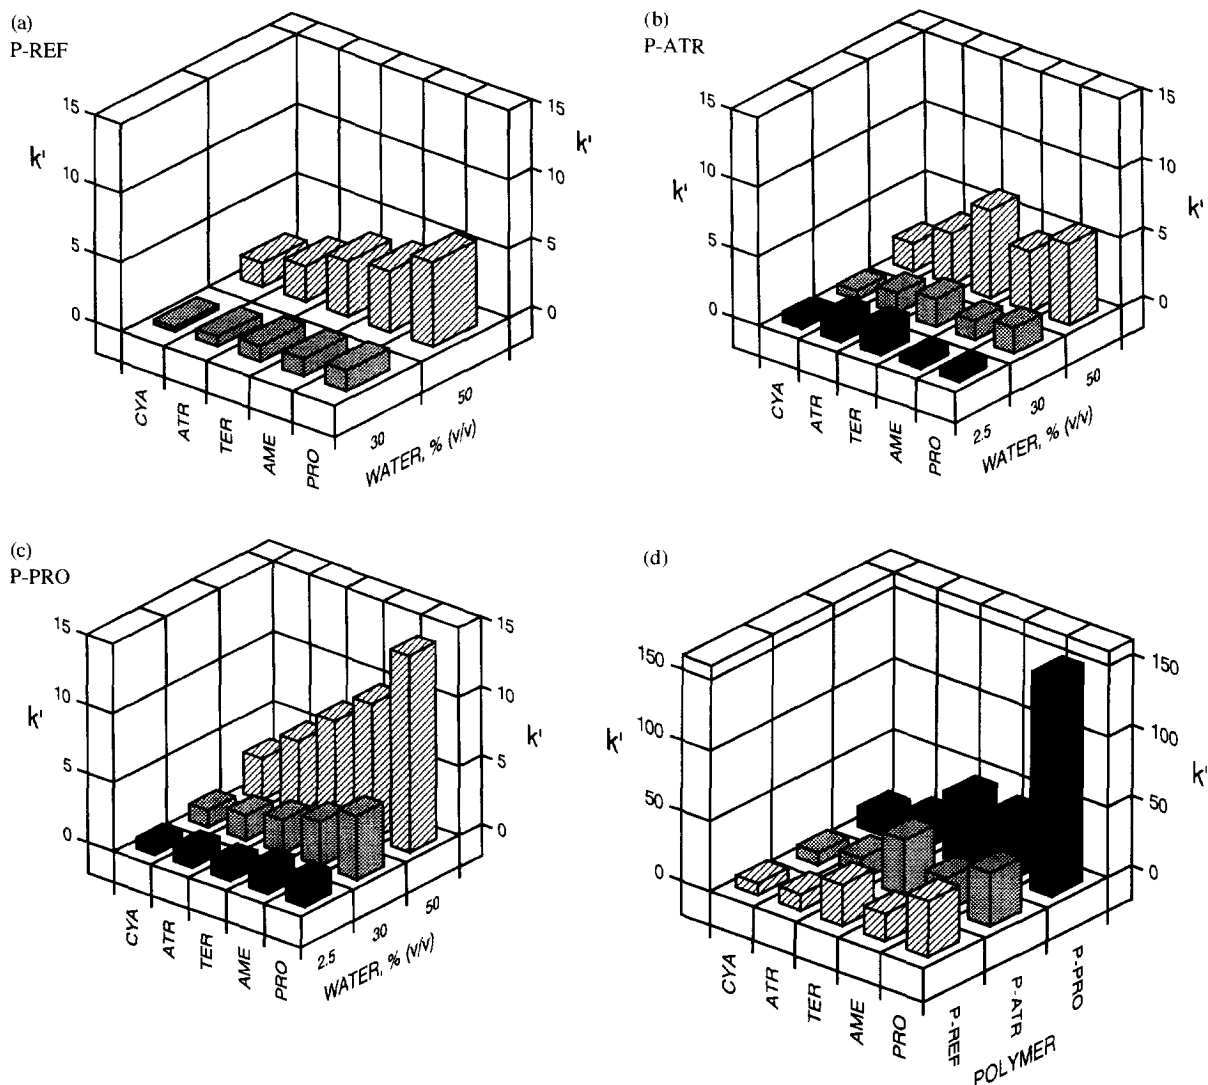 (a)
P-REF
15
10
5
0
k'
15
10
5
0
k'
CYA
ATR
TER
AME
PRO
30
50
WATER, % (v/v)
(b)
P-ATR
15
10
5
0
k'
15
10
5
0
k'
CYA
ATR
TER
AME
PRO
2.5
30
50
WATER, % (v/v)
(c)
P-PRO
15
10
5
0
k'
15
10
5
0
k'
CYA
ATR
TER
AME
PRO
2.5
30
50
WATER, % (v/v)
(d)
150
100
50
0
k'
150
100
50
0
k'
CYA
ATR
TER
AME
PRO
P-REF
P-ATR
P-PRO
POLYMER